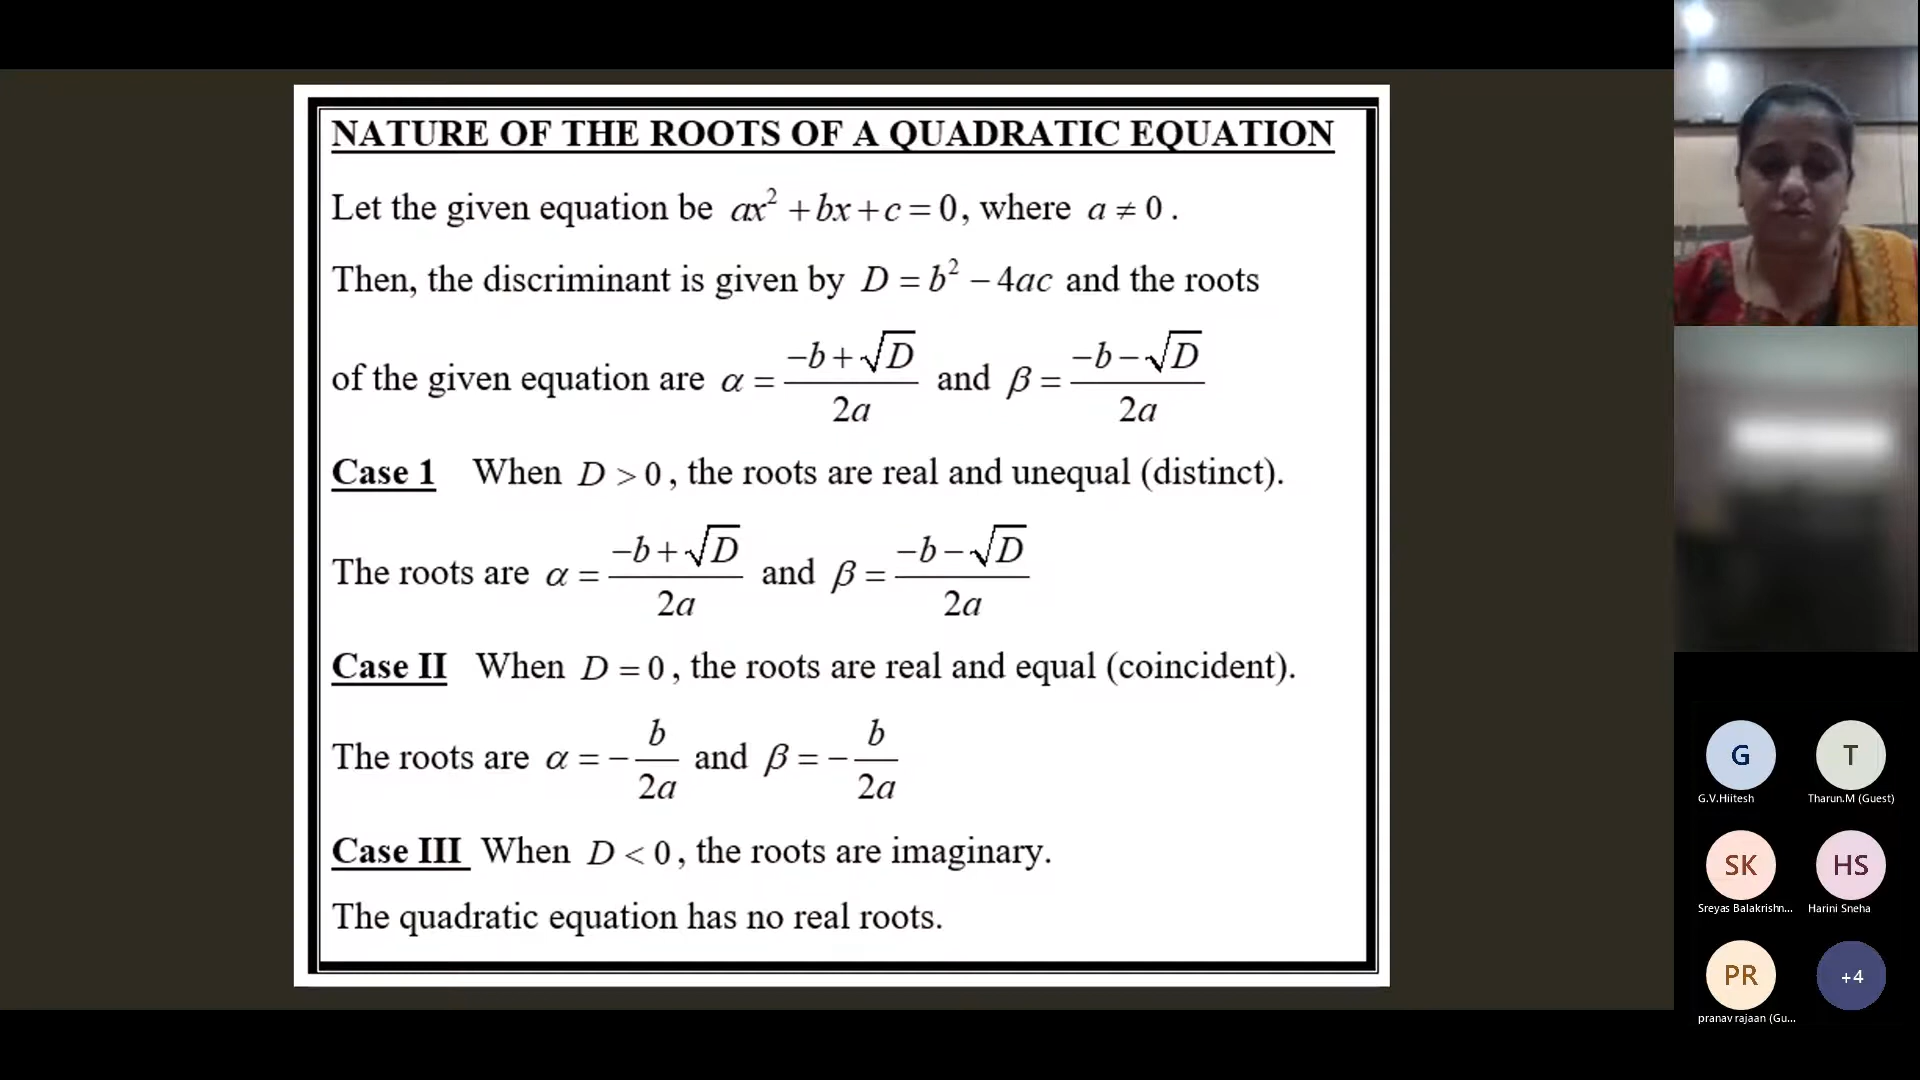 NATURE OF THE ROOTS OF A QUADRATIC EQUATION
Let the given equation be ax² + bx + c = 0, where a ≠ 0.
Then, the discriminant is given by D = b² − 4ac and the roots
of the given equation are α = (−b + √D)/2a and β = (−b − √D)/2a
Case 1 When D > 0, the roots are real and unequal (distinct).
The roots are α = (−b + √D)/2a and β = (−b − √D)/2a
Case II When D = 0, the roots are real and equal (coincident).
The roots are α = −b/2a and β = −b/2a
Case III When D < 0, the roots are imaginary.
The quadratic equation has no real roots.
G T
G.V.Hiitesh Tharun.M (Guest)
SK HS
Sreyas Balakrishn... Harini Sneha
PR +4
pranav rajaan (Gu...